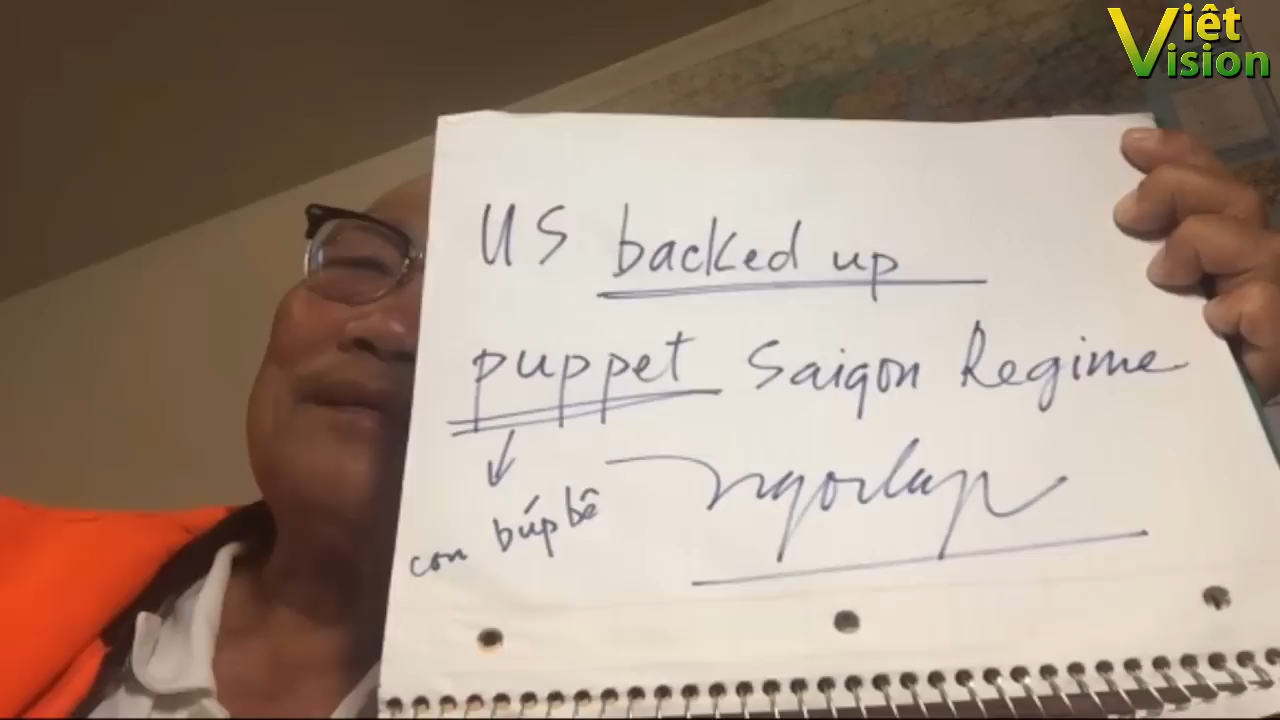 Việt
Vision
US backed up
puppet Saigon Regime
con búp bê